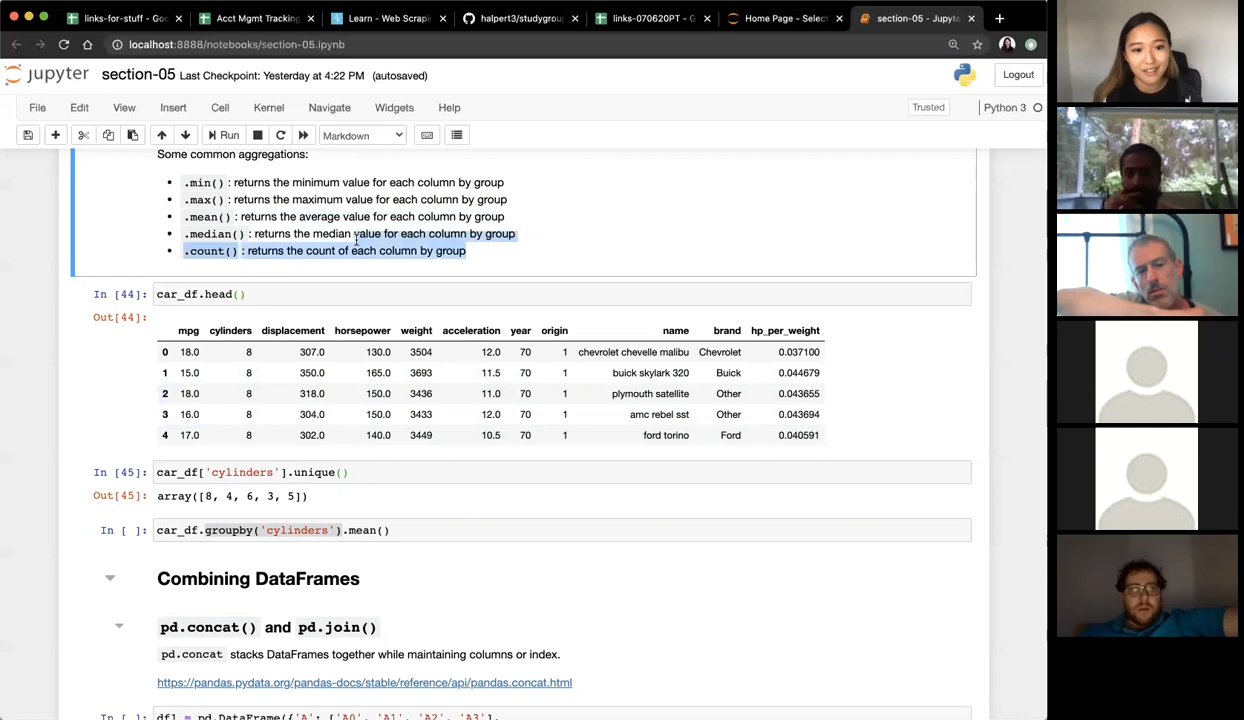 links-for-stuff - Goo
Acct Mgmt Tracking
Learn - Web Scrapin
halpert3/studygroup
links-070620PT - G
Home Page - Select
section-05 - Jupyte
localhost:8888/notebooks/section-05.ipynb
jupyter section-05 Last Checkpoint: Yesterday at 4:22 PM (autosaved)
Logout
File Edit View Insert Cell Kernel Navigate Widgets Help
Trusted
Python 3
Run
Markdown
Some common aggregations:
.min() : returns the minimum value for each column by group
.max() : returns the maximum value for each column by group
.mean() : returns the average value for each column by group
.median() : returns the median value for each column by group
.count() : returns the count of each column by group
In [44]: car_df.head()
Out[44]:
mpg cylinders displacement horsepower weight acceleration year origin name brand hp_per_weight
0 18.0 8 307.0 130.0 3504 12.0 70 1 chevrolet chevelle malibu Chevrolet 0.037100
1 15.0 8 350.0 165.0 3693 11.5 70 1 buick skylark 320 Buick 0.044679
2 18.0 8 318.0 150.0 3436 11.0 70 1 plymouth satellite Other 0.043655
3 16.0 8 304.0 150.0 3433 12.0 70 1 amc rebel sst Other 0.043694
4 17.0 8 302.0 140.0 3449 10.5 70 1 ford torino Ford 0.040591
In [45]: car_df['cylinders'].unique()
Out[45]: array([8, 4, 6, 3, 5])
In [ ]: car_df.groupby('cylinders').mean()
Combining DataFrames
pd.concat() and pd.join()
pd.concat stacks DataFrames together while maintaining columns or index.
https://pandas.pydata.org/pandas-docs/stable/reference/api/pandas.concat.html
In [ ]: df1 = pd.DataFrame({'A': ['A0', 'A1', 'A2', 'A3'],